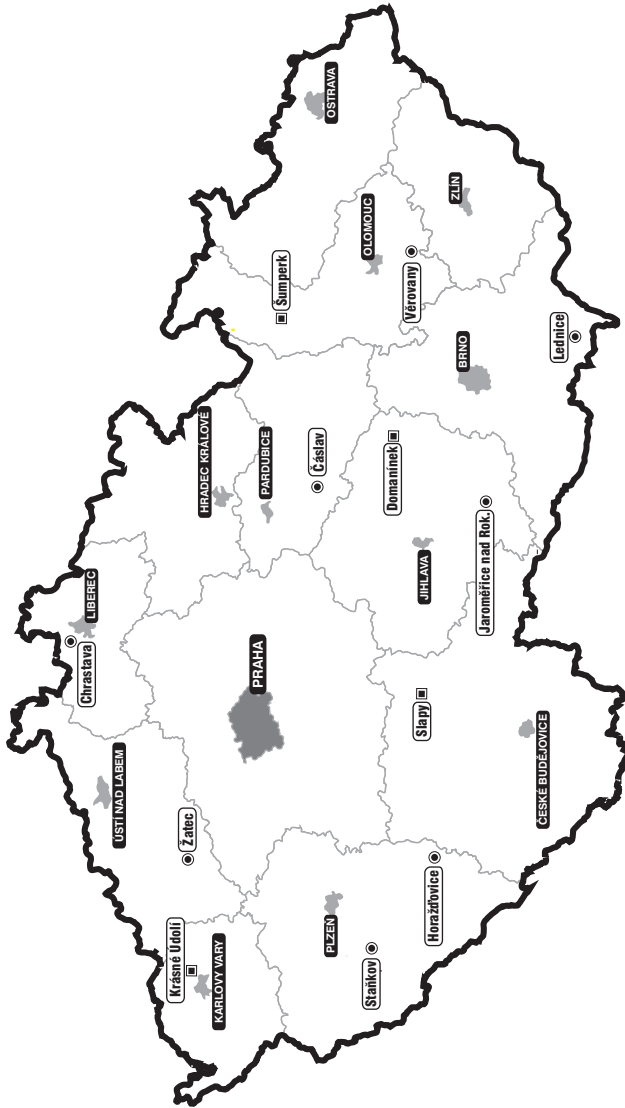 Chrastava
LIBEREC
ÚSTÍ NAD LABEM
Krásné Údolí
Žatec
HRADEC KRÁLOVÉ
KARLOVY VARY
PRAHA
PARDUBICE
Šumperk
Čáslav
PLZEŇ
OSTRAVA
OLOMOUC
Staňkov
Domanínek
Věrovany
Slapy
JIHLAVA
Horažďovice
ZLÍN
BRNO
Jaroměřice nad Rok.
ČESKÉ BUDĚJOVICE
Lednice